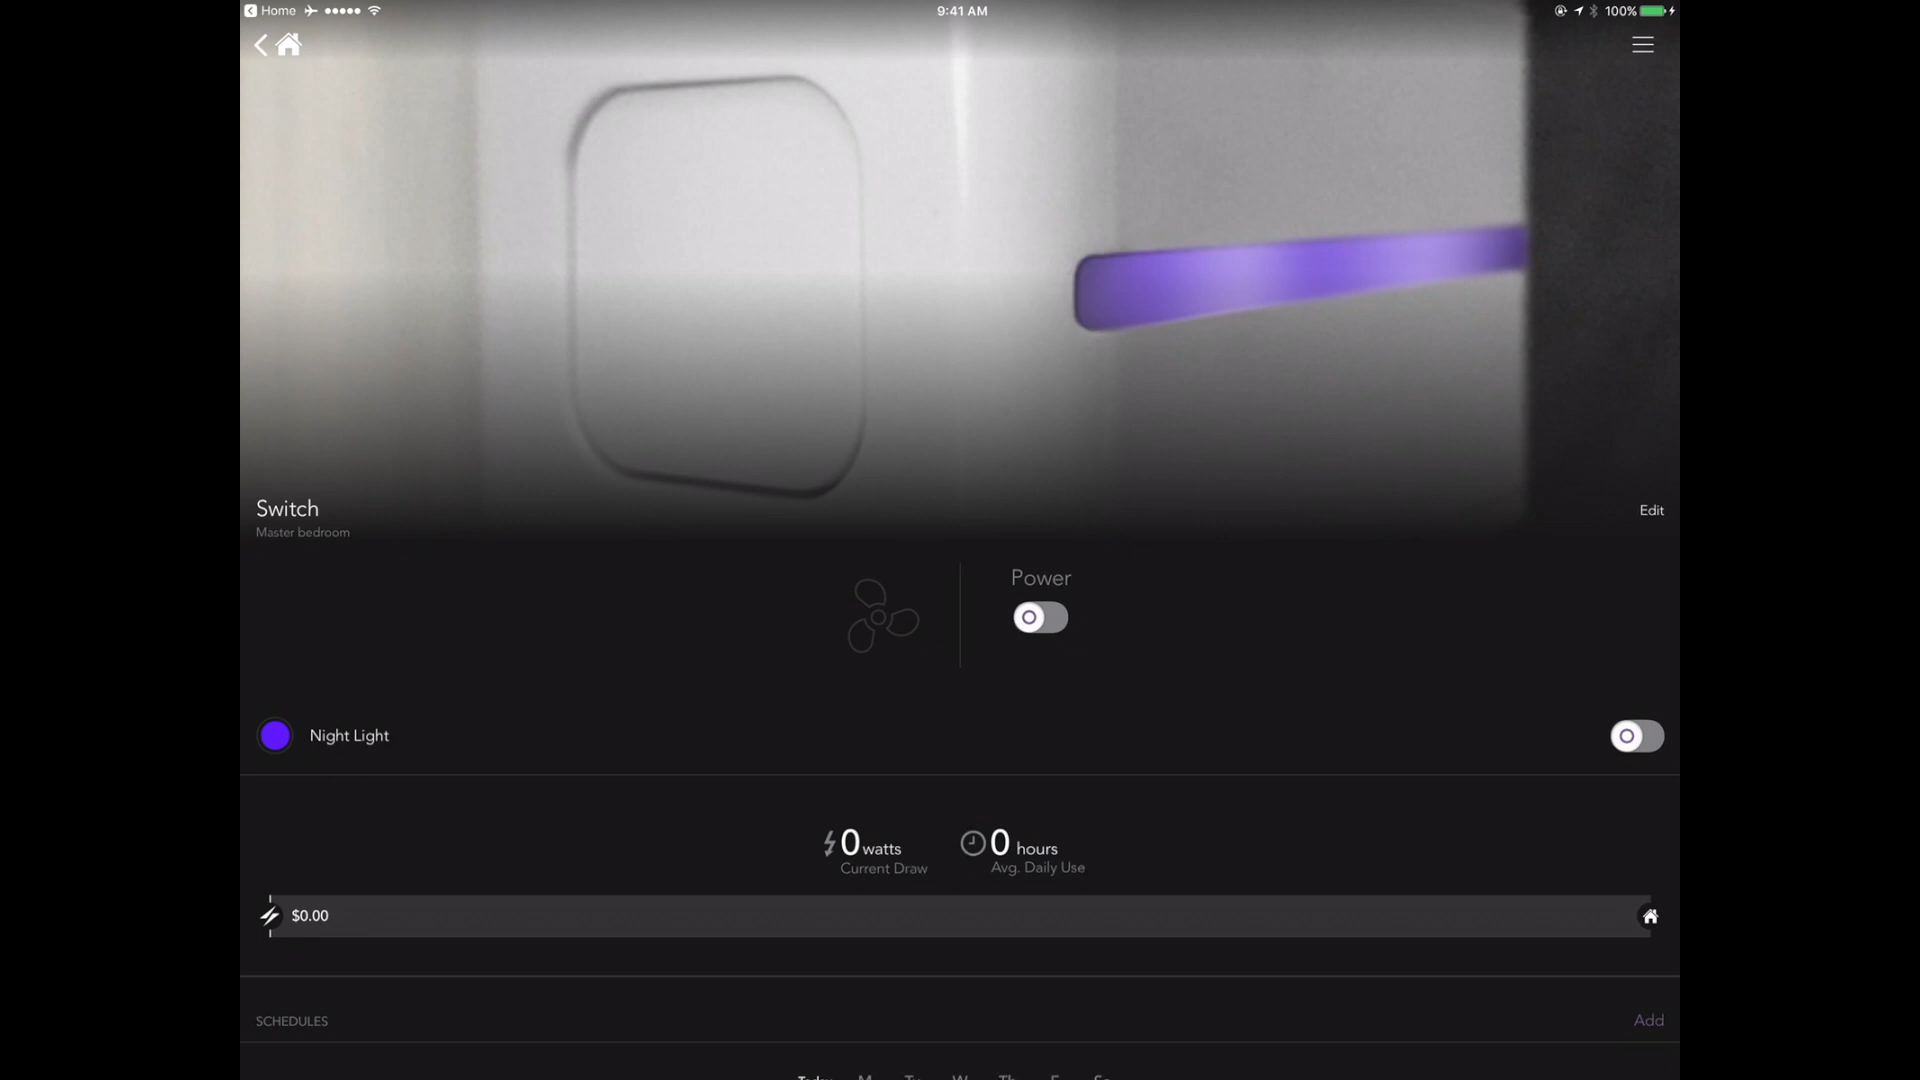 Home
9:41 AM
100%
Switch
Edit
Master bedroom
Power
Night Light
0 watts
Current Draw
0 hours
Avg. Daily Use
$0.00
SCHEDULES
Add
Today